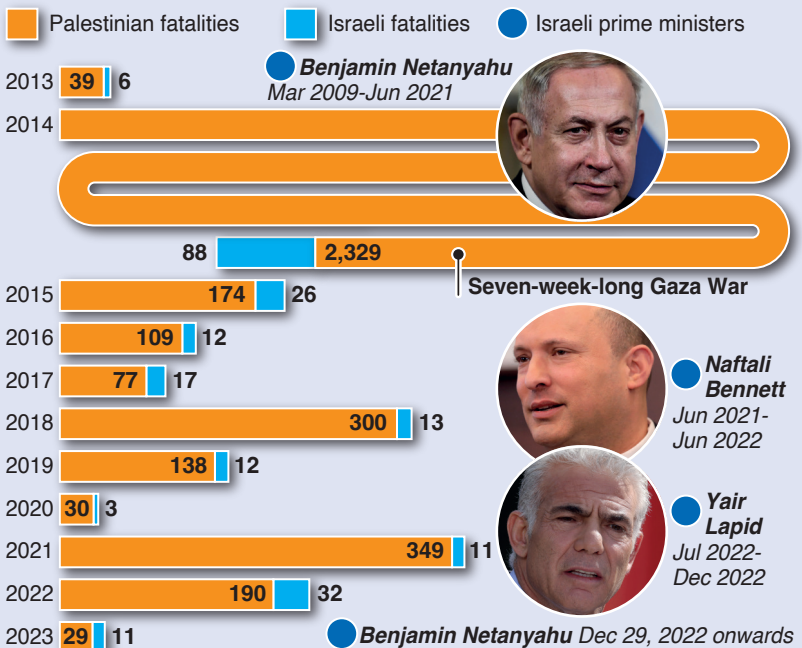 Palestinian fatalities Israeli fatalities Israeli prime ministers
2013 39 6
Benjamin Netanyahu
Mar 2009-Jun 2021
2014
88 2,329
Seven-week-long Gaza War
2015 174 26
2016 109 12
2017 77 17
Naftali
Bennett
Jun 2021-
Jun 2022
2018 300 13
2019 138 12
2020 30 3
Yair
Lapid
Jul 2022-
Dec 2022
2021 349 11
2022 190 32
2023 29 11
Benjamin Netanyahu Dec 29, 2022 onwards